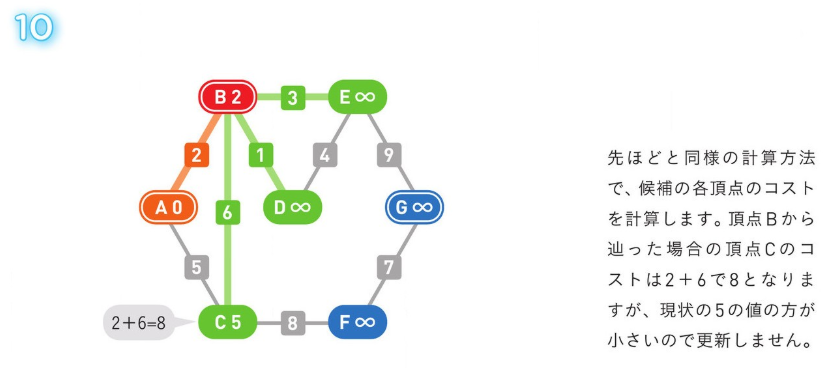 10
B 2
3
E ∞
2
1
4
9
A 0
6
D ∞
G ∞
5
7
2+6=8
C 5
8
F ∞
先ほどと同様の計算方法
で、候補の各頂点のコスト
を計算します。頂点Bから
辿った場合の頂点Cのコ
ストは2+6で8となりま
すが、現状の5の値の方が
小さいので更新しません。